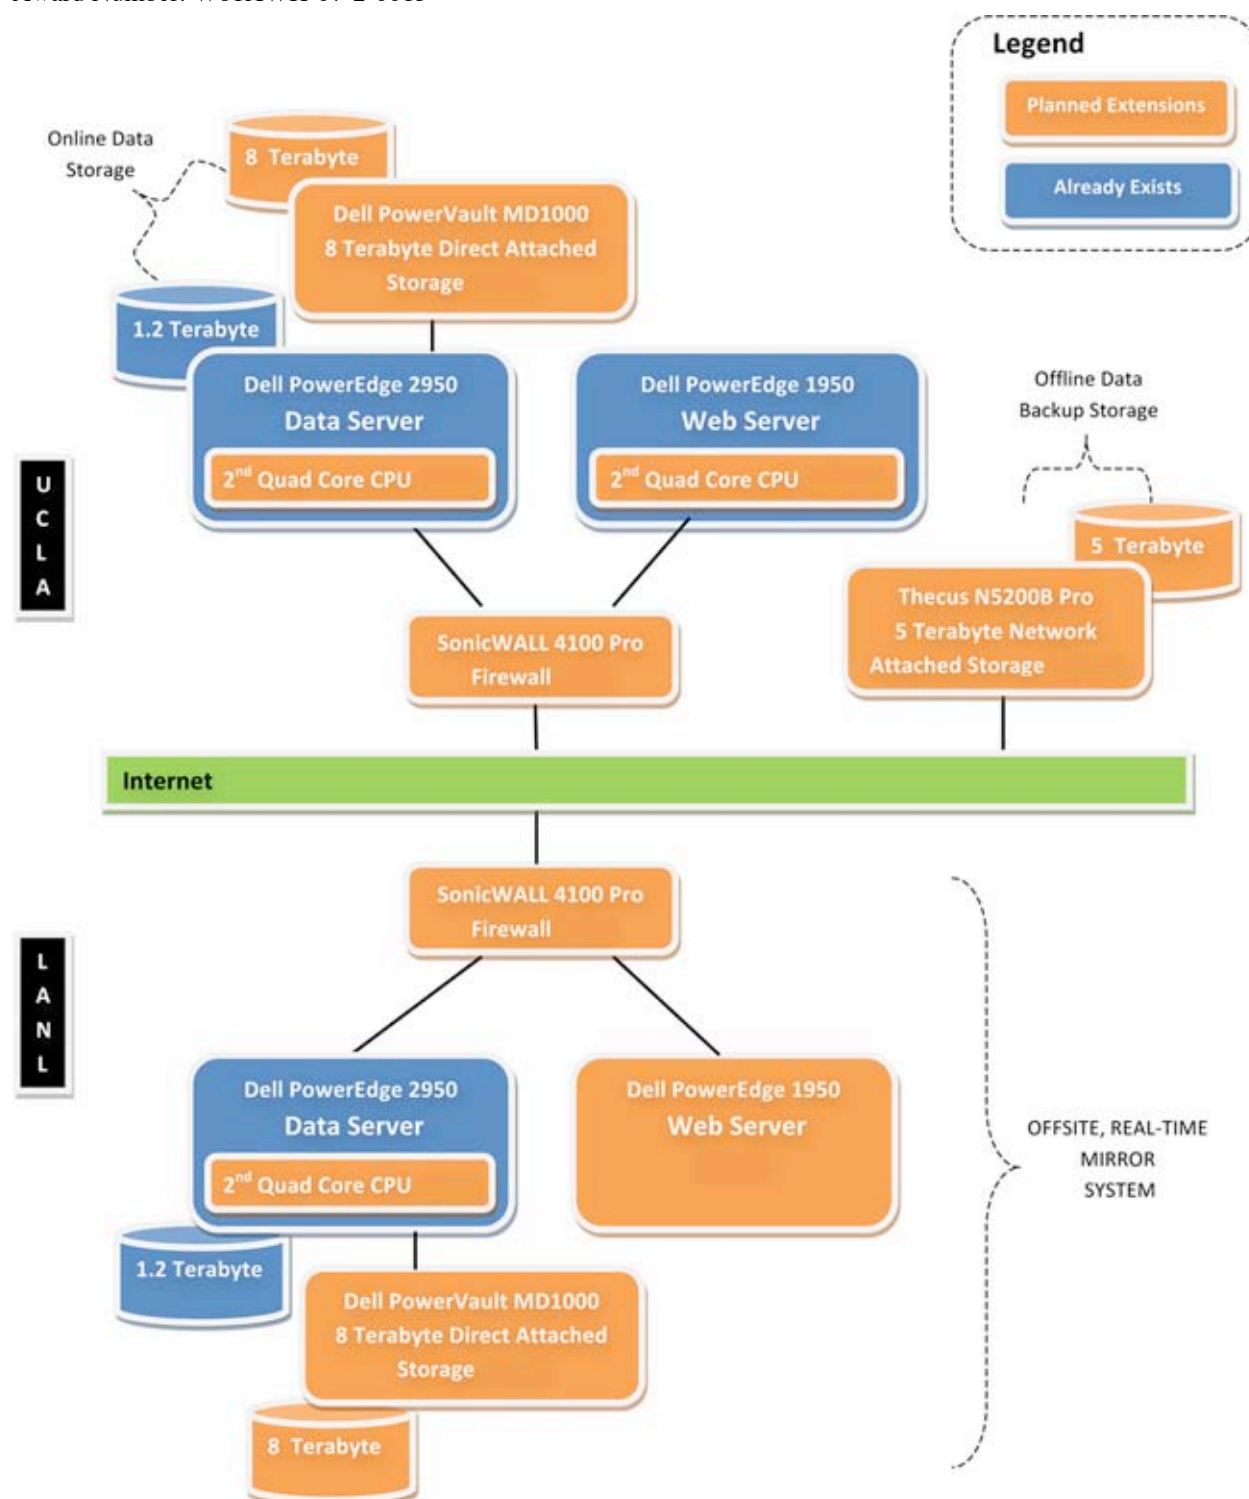 Legend
Planned Extensions
Already Exists
Online Data
Storage
8 Terabyte
Dell PowerVault MD1000
8 Terabyte Direct Attached
Storage
1.2 Terabyte
Dell PowerEdge 2950
Data Server
2nd Quad Core CPU
Dell PowerEdge 1950
Web Server
2nd Quad Core CPU
Offline Data
Backup Storage
5 Terabyte
Thecus N5200B Pro
5 Terabyte Network
Attached Storage
UCLA
SonicWALL 4100 Pro
Firewall
Internet
SonicWALL 4100 Pro
Firewall
LANL
Dell PowerEdge 2950
Data Server
2nd Quad Core CPU
Dell PowerEdge 1950
Web Server
OFFSITE, REAL-TIME
MIRROR
SYSTEM
1.2 Terabyte
Dell PowerVault MD1000
8 Terabyte Direct Attached
Storage
8 Terabyte